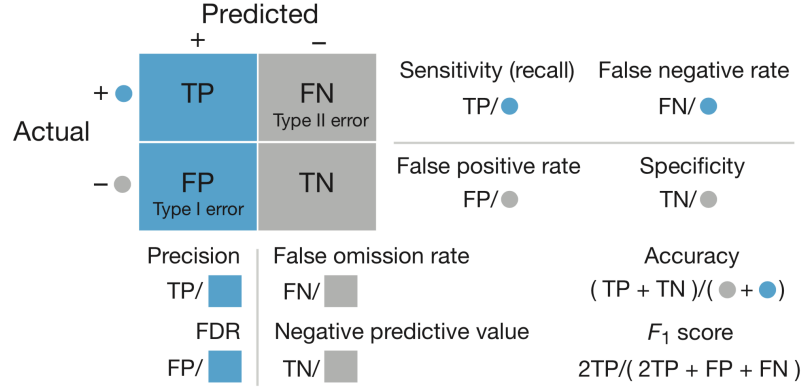 Predicted
+ −
+ TP FN
Type II error
Actual
− FP TN
Type I error
Sensitivity (recall) False negative rate
TP/ FN/
False positive rate Specificity
FP/ TN/
Precision False omission rate Accuracy
TP/ FN/ ( TP + TN )/( + )
FDR Negative predictive value F1 score
FP/ TN/ 2TP/( 2TP + FP + FN )